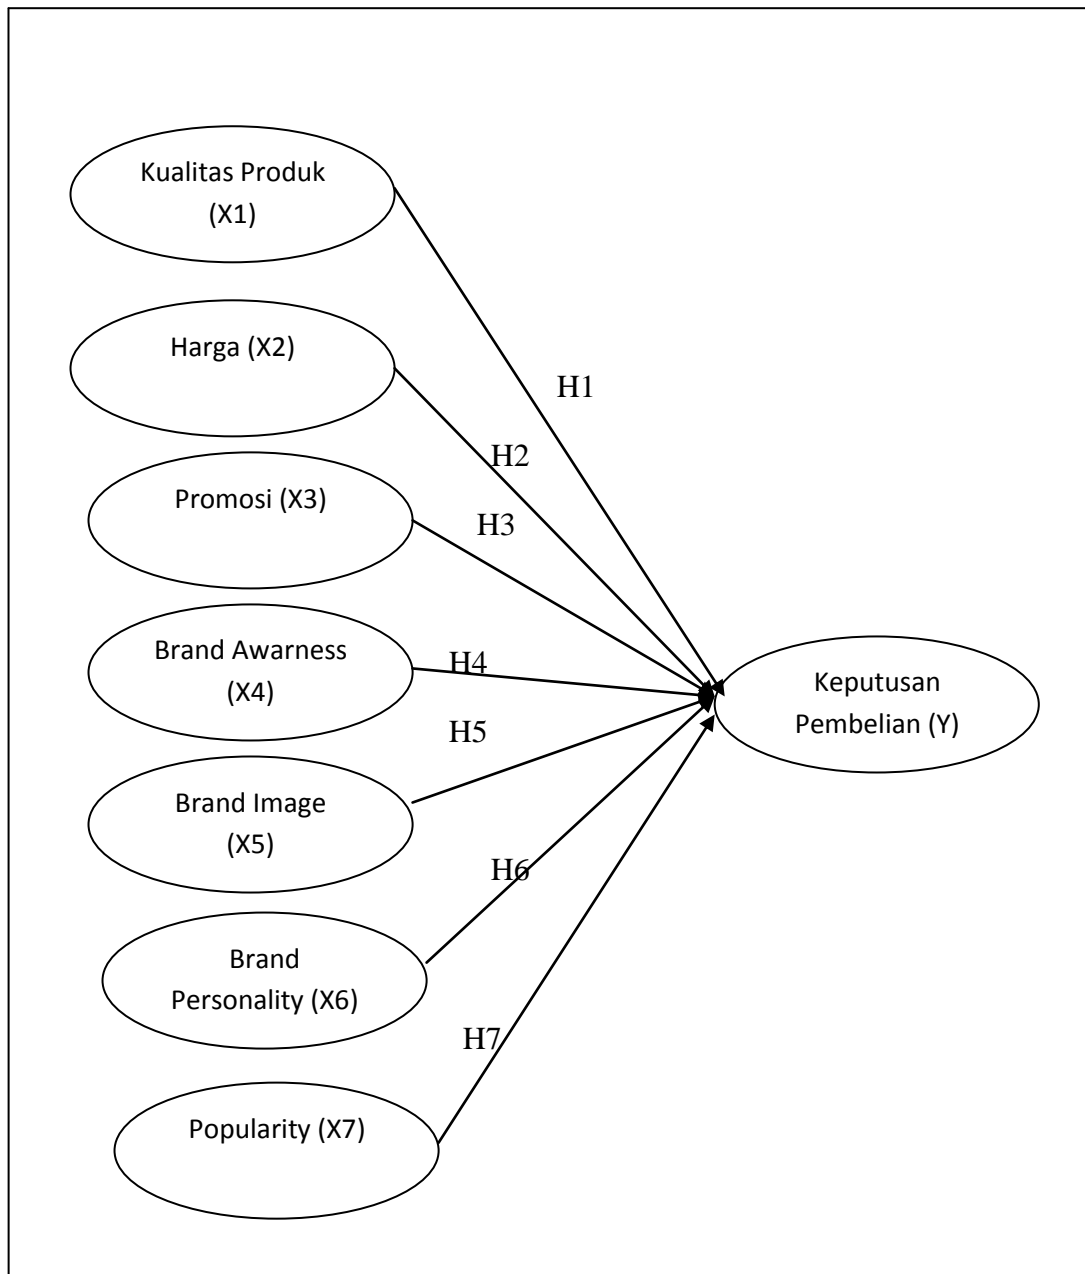 Kualitas Produk
(X1)
Harga (X2)
H1
H2
Promosi (X3)
H3
Brand Awarness
(X4)
H4
Keputusan
Pembelian (Y)
H5
Brand Image
(X5)
H6
Brand
Personality (X6)
H7
Popularity (X7)